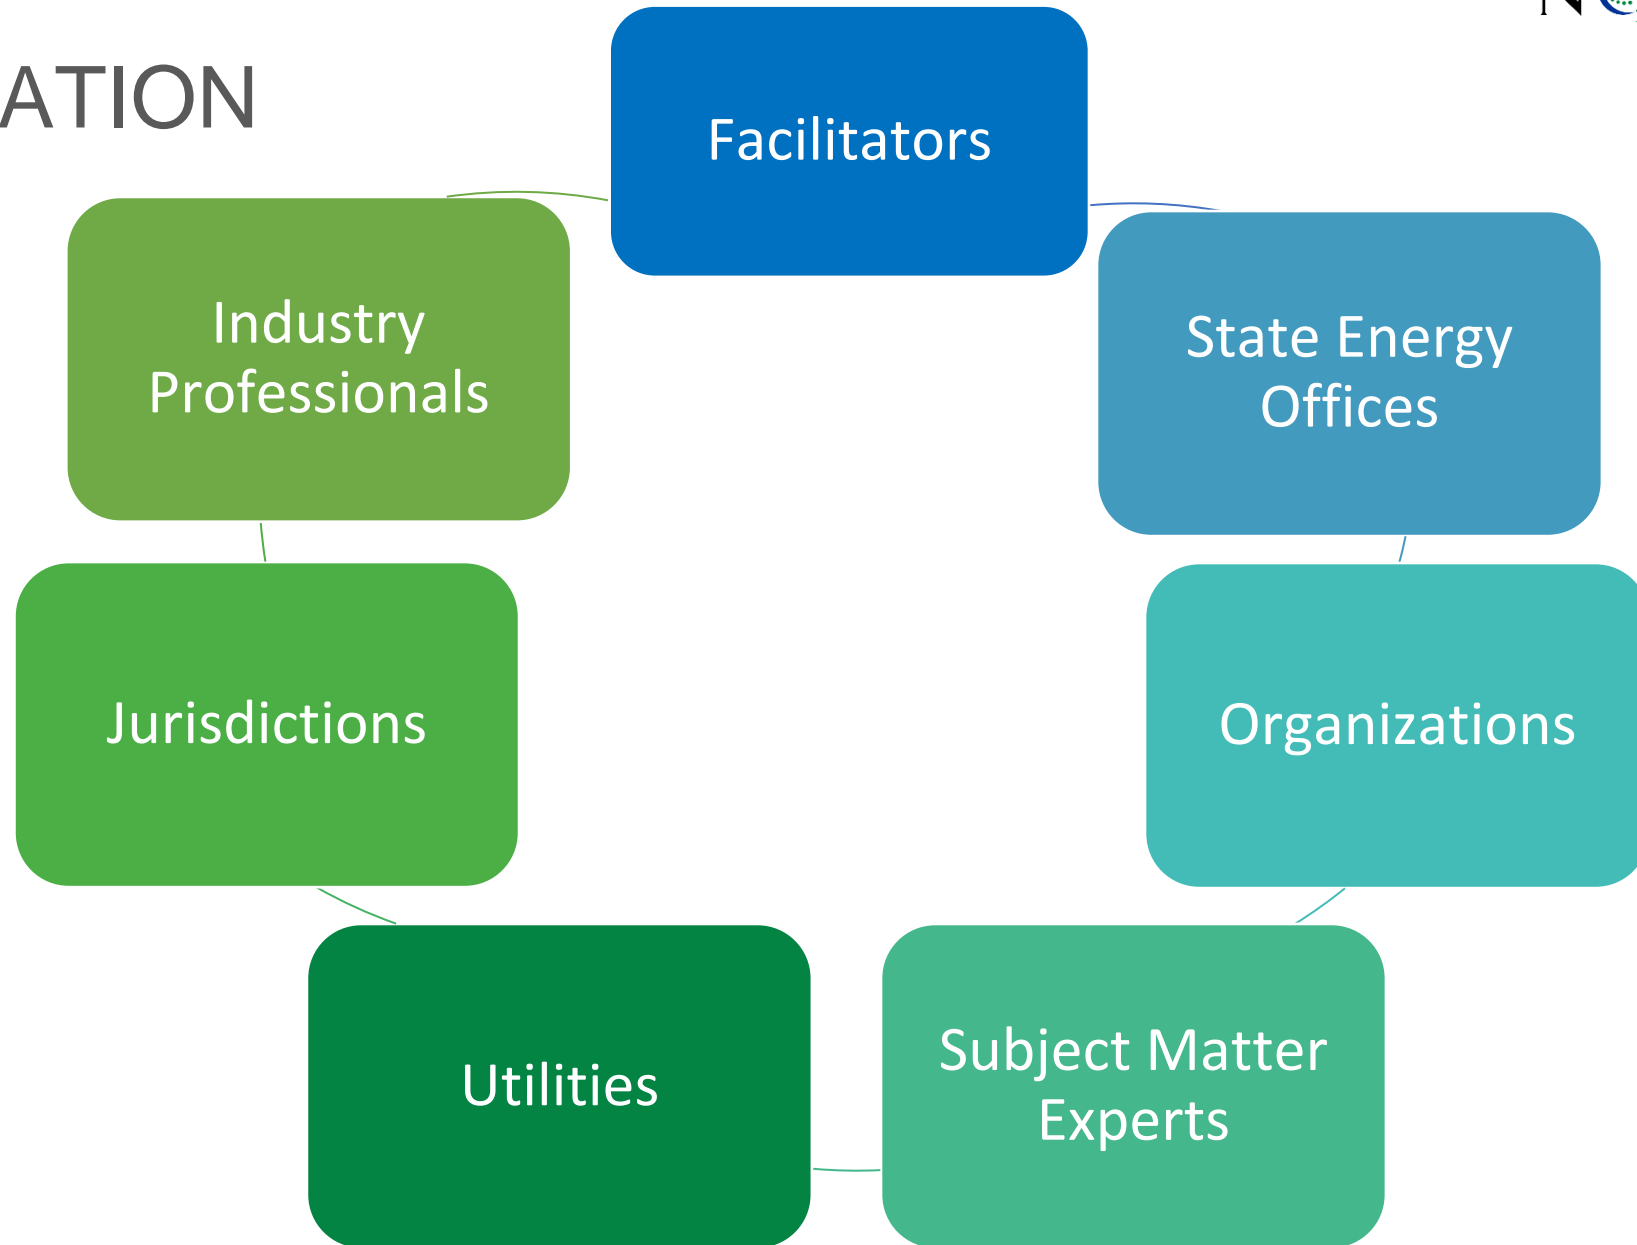 ATION
Facilitators
Industry
Professionals
State Energy
Offices
Jurisdictions
Organizations
Utilities
Subject Matter
Experts